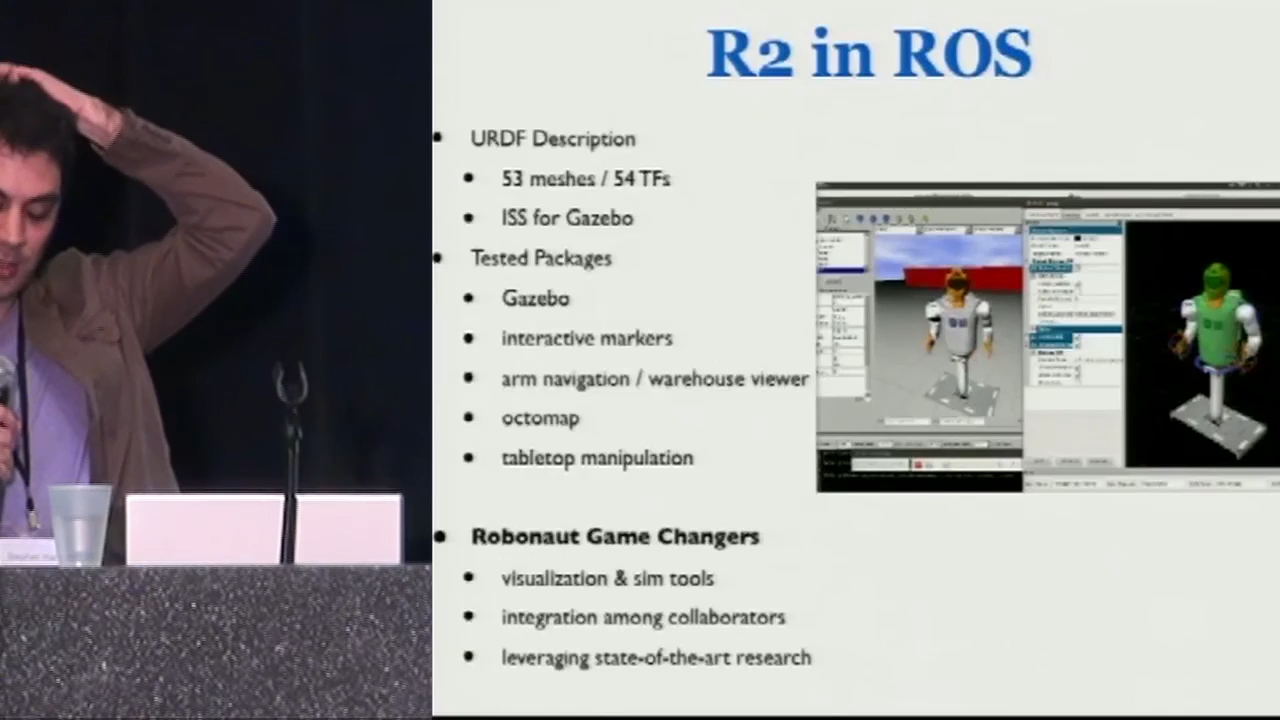 R2 in ROS
URDF Description
53 meshes / 54 TFs
ISS for Gazebo
Tested Packages
Gazebo
interactive markers
arm navigation / warehouse viewer
octomap
tabletop manipulation
Robonaut Game Changers
visualization & sim tools
integration among collaborators
leveraging state-of-the-art research